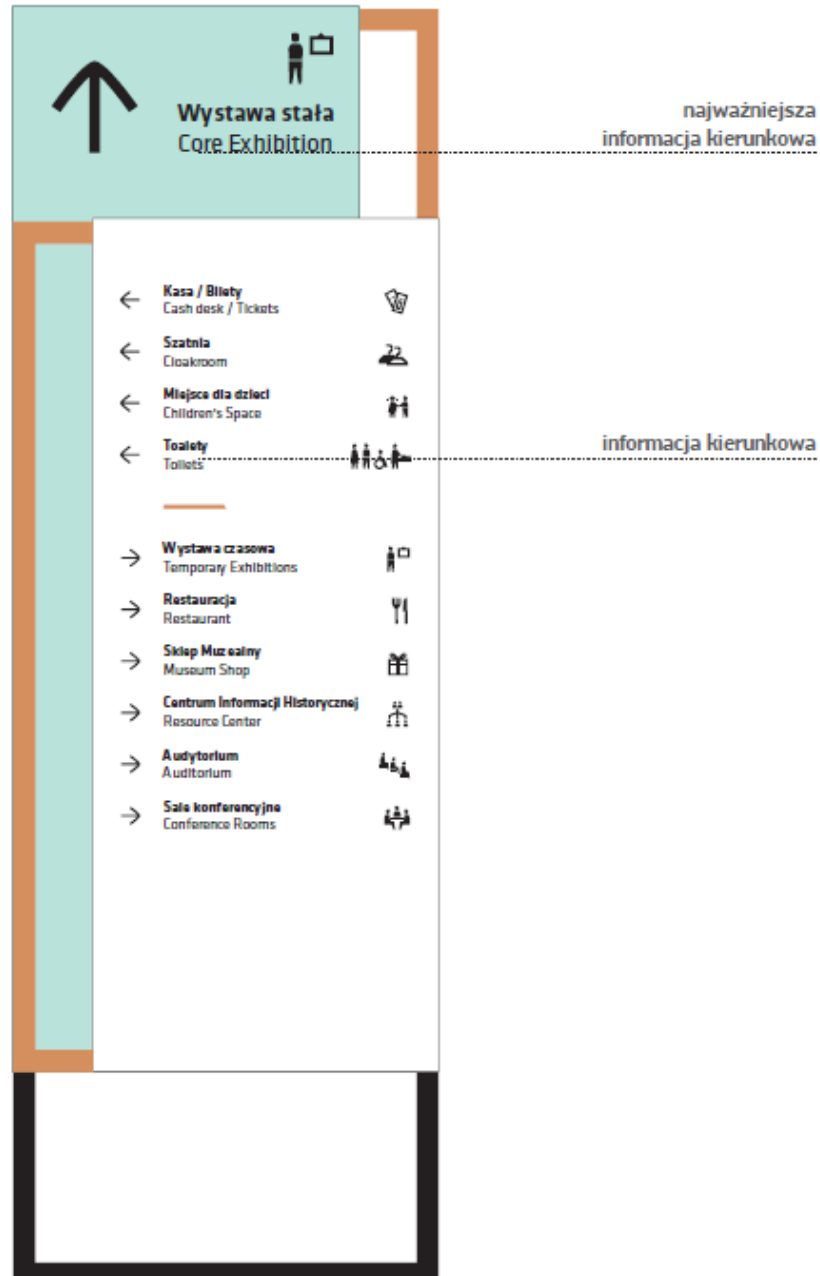 Wystawa stała
Core Exhibition
najważniejsza
informacja kierunkowa
Kasa / Bilety
Cash desk / Tickets
Szatnia
Cloakroom
22
Miejsce dla dzieci
Children's Space
Toalety
Toilets
informacja kierunkowa
Wystawa czasowa
Temporary Exhibitions
Restauracja
Restaurant
Sklep Muzealny
Museum Shop
Centrum Informacji Historycznej
Resource Center
Audytorium
Auditorium
Sale konferencyjne
Conference Rooms